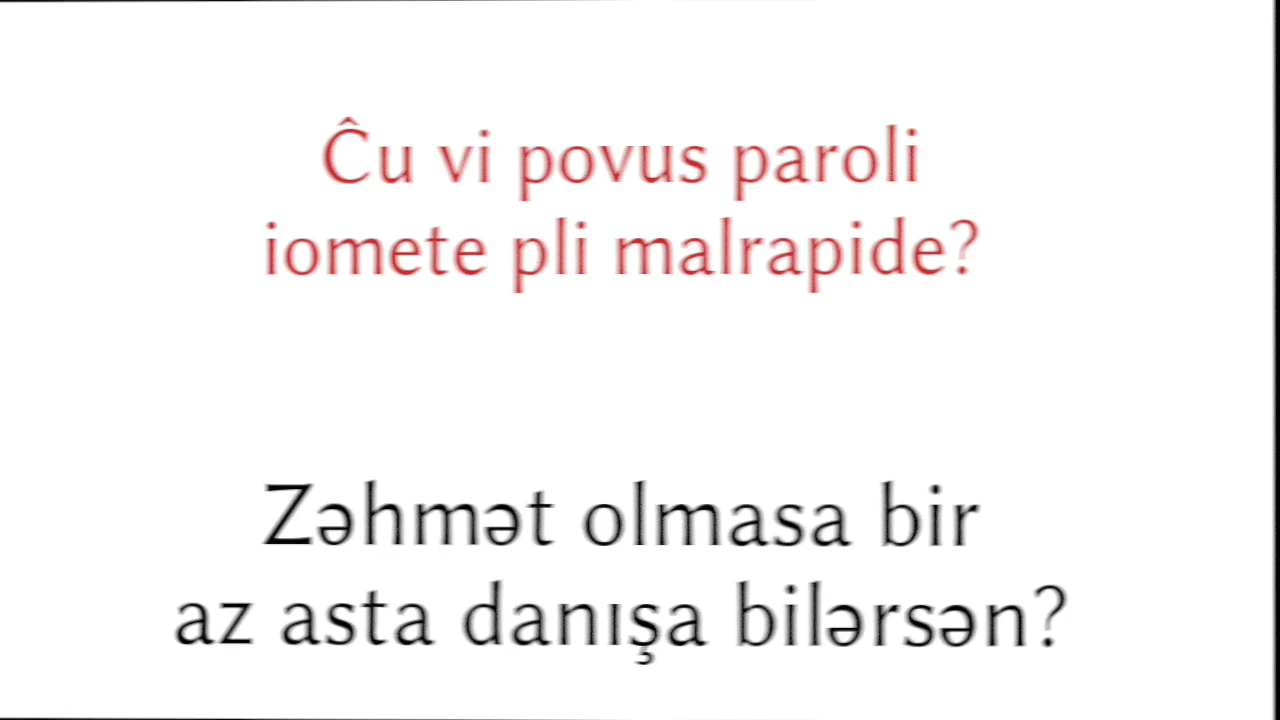 Ĉu vi povus paroli
iomete pli malrapide?
Zəhmət olmasa bir
az asta danışa bilərsən?